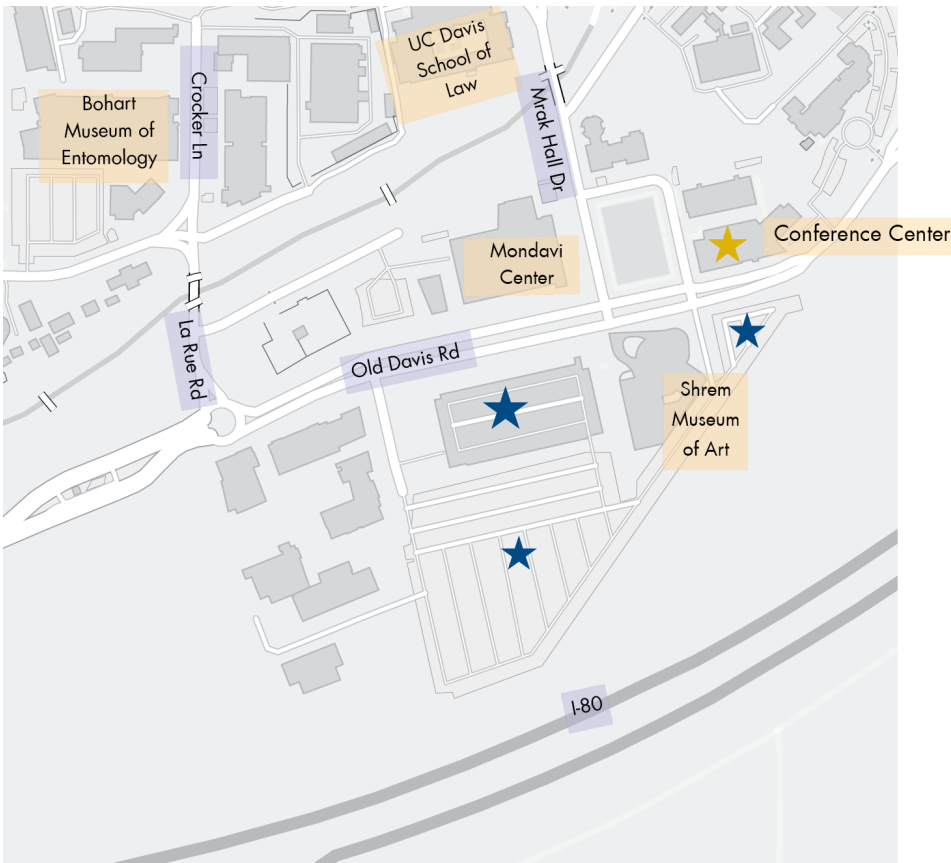 UC Davis
School of
Law
Bohart
Museum of
Entomology
Crocker Ln
Mrak Hall Dr
Conference Center
Mondavi
Center
La Rue Rd
Old Davis Rd
Shrem
Museum
of Art
I-80